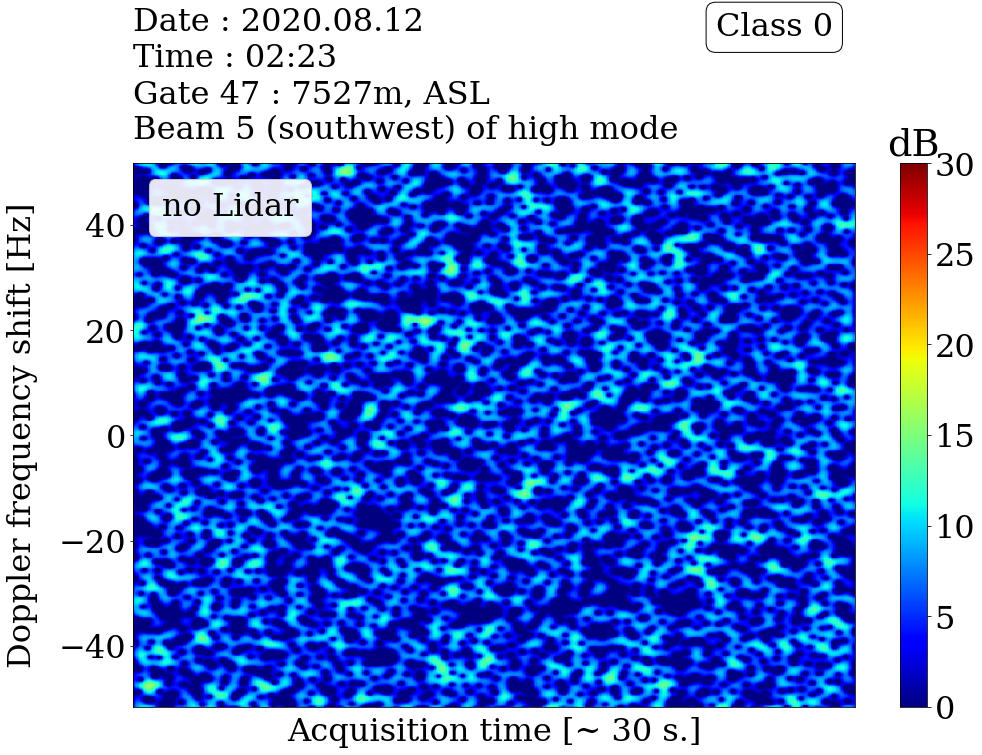 Date : 2020.08.12
Time : 02:23
Gate 47 : 7527m, ASL
Beam 5 (southwest) of high mode
Class 0
dB
no Lidar
Doppler frequency shift [Hz]
40
20
0
−20
−40
30
25
20
15
10
5
0
Acquisition time [~ 30 s.]